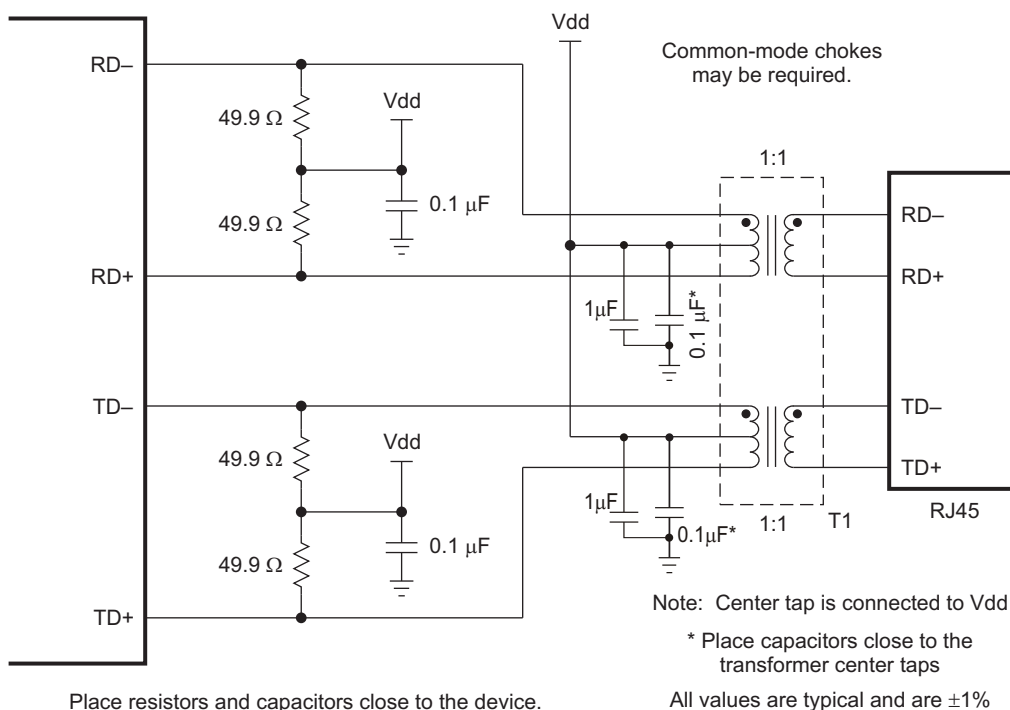 Vdd
Common-mode chokes
may be required.
RD–
49.9 Ω
Vdd
0.1 μF
49.9 Ω
RD+
1:1
RD–
RD+
1μF
0.1 μF*
TD–
49.9 Ω
Vdd
0.1 μF
49.9 Ω
TD+
TD–
TD+
1μF
0.1μF*
1:1
T1
RJ45
Note: Center tap is connected to Vdd
* Place capacitors close to the
transformer center taps
Place resistors and capacitors close to the device.
All values are typical and are ±1%